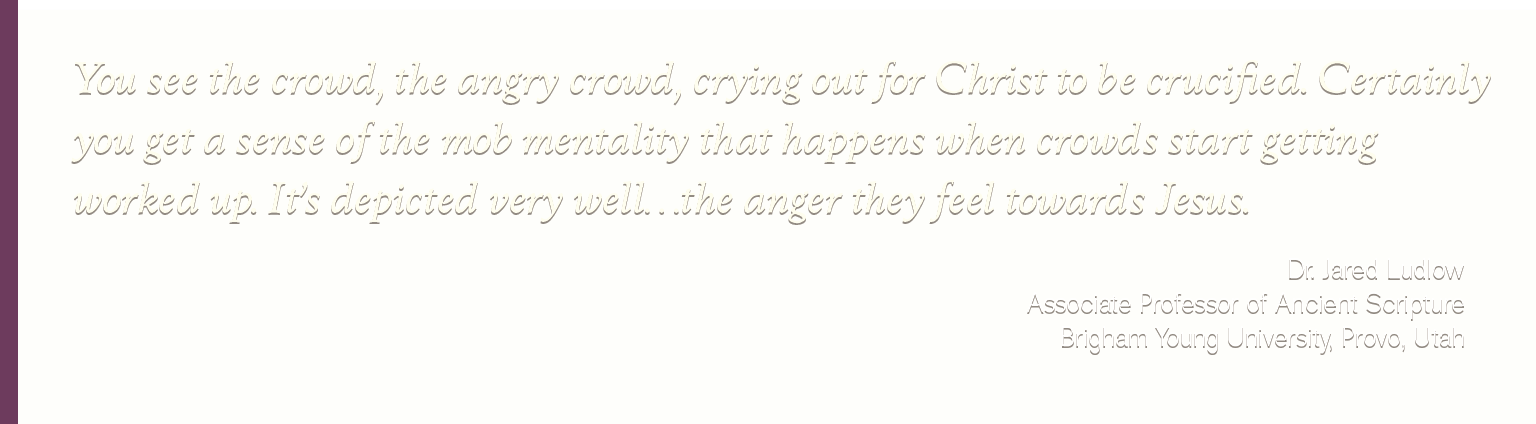 You see the crowd, the angry crowd, crying out for Christ to be crucified. Certainly
you get a sense of the mob mentality that happens when crowds start getting
worked up. It’s depicted very well…the anger they feel towards Jesus.
Dr. Jared Ludlow
Associate Professor of Ancient Scripture
Brigham Young University, Provo, Utah